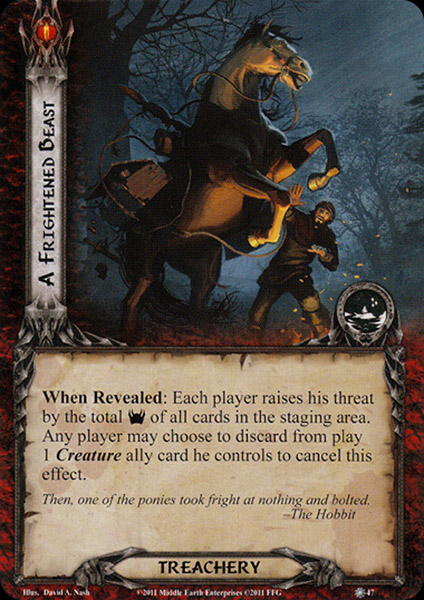 A Frightened Beast
When Revealed: Each player raises his threat
by the total of all cards in the staging area.
Any player may choose to discard from play
1 Creature ally card he controls to cancel this
effect.
Then, one of the ponies took fright at nothing and bolted.
–The Hobbit
TREACHERY
Illus. David A. Nash ©2011 Middle Earth Enterprises ©2011 FFG 47